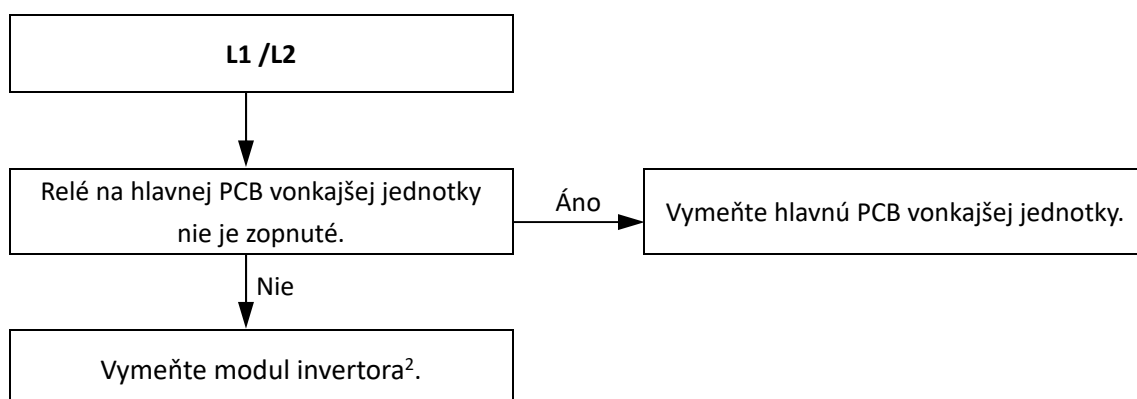 L1 /L2
Relé na hlavnej PCB vonkajšej jednotky
nie je zopnuté.
Áno
Vymeňte hlavnú PCB vonkajšej jednotky.
Nie
Vymeňte modul invertora².